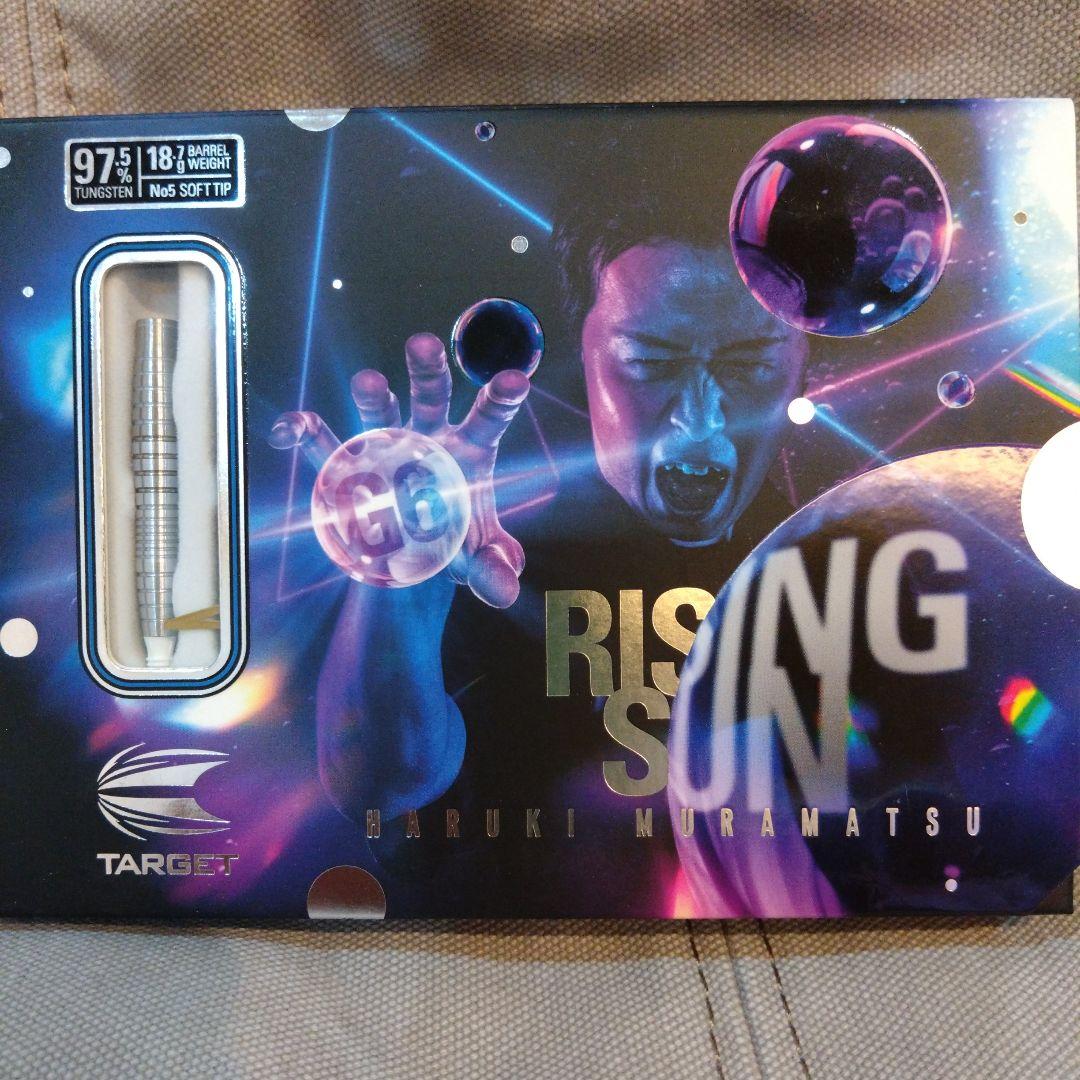 97.5% TUNGSTEN
18.7g BARREL WEIGHT
No5 SOFT TIP
G6
RISING
SUN
HARUKI MURAMATSU
TARGET